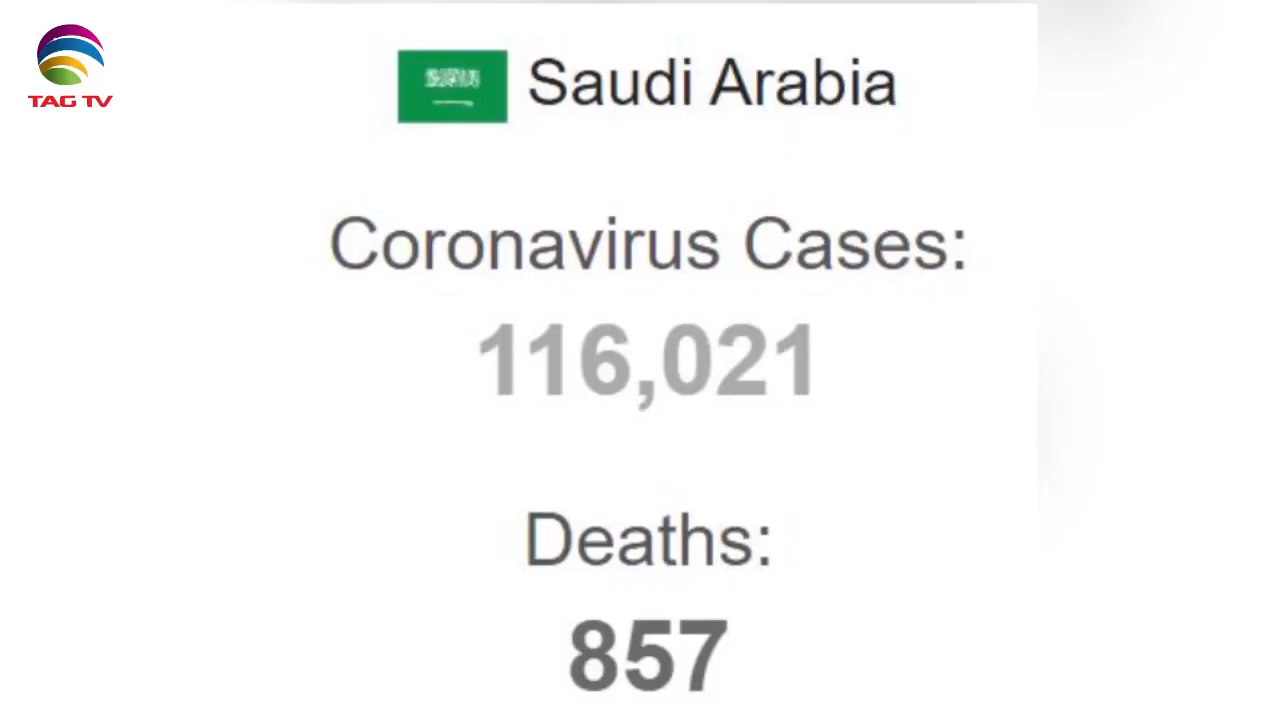 TAG TV
Saudi Arabia
Coronavirus Cases:
116,021
Deaths:
857